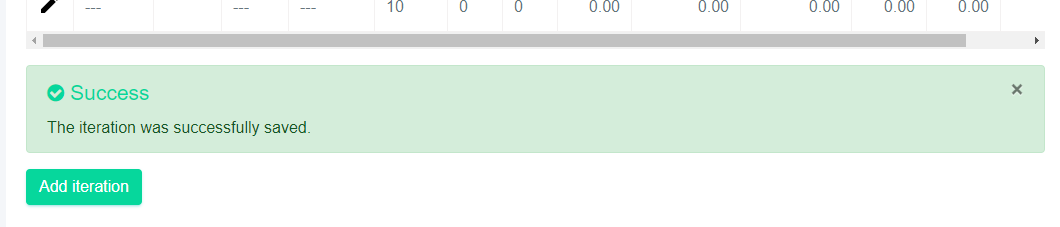 --- --- --- 10 0 0 0.00 0.00 0.00 0.00 0.00
Success ×
The iteration was successfully saved.
Add iteration